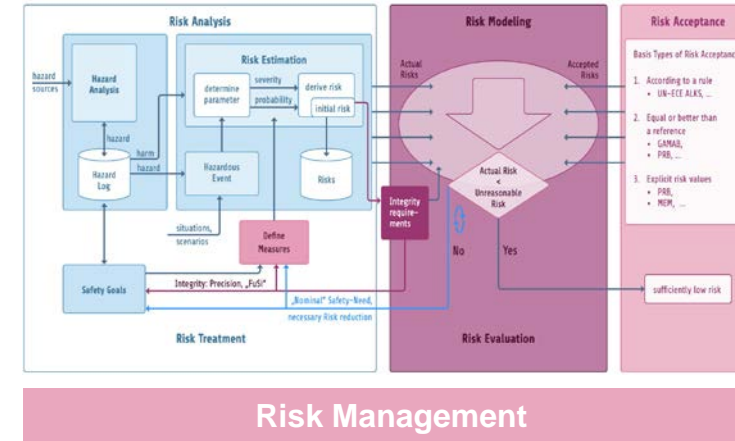 Risk Analysis
hazard
sources
Hazard
Analysis
hazard
Hazard
Log
harm
hazard
Risk Estimation
determine
parameter
severity
probability
derive risk
initial risk
Hazardous
Event
Risks
situations,
scenarios
Define
Measures
Safety Goals
Integrity: Precision, „FuSi“
„Nominal“ Safety-Need,
necessary Risk reduction
Risk Treatment
Risk Modeling
Actual
Risks
Accepted
Risks
Actual Risk
<
Unreasonable
Risk
Integrity
require-
ments
No
Yes
Risk Evaluation
Risk Acceptance
Basis Types of Risk Acceptance
1. According to a rule
• UN-ECE ALKS, ...
2. Equal or better than
a reference
• GAMAB,
• PRB, ...
3. Explicit risk values
• PRB,
• MEM, ...
sufficiently low risk
Risk Management